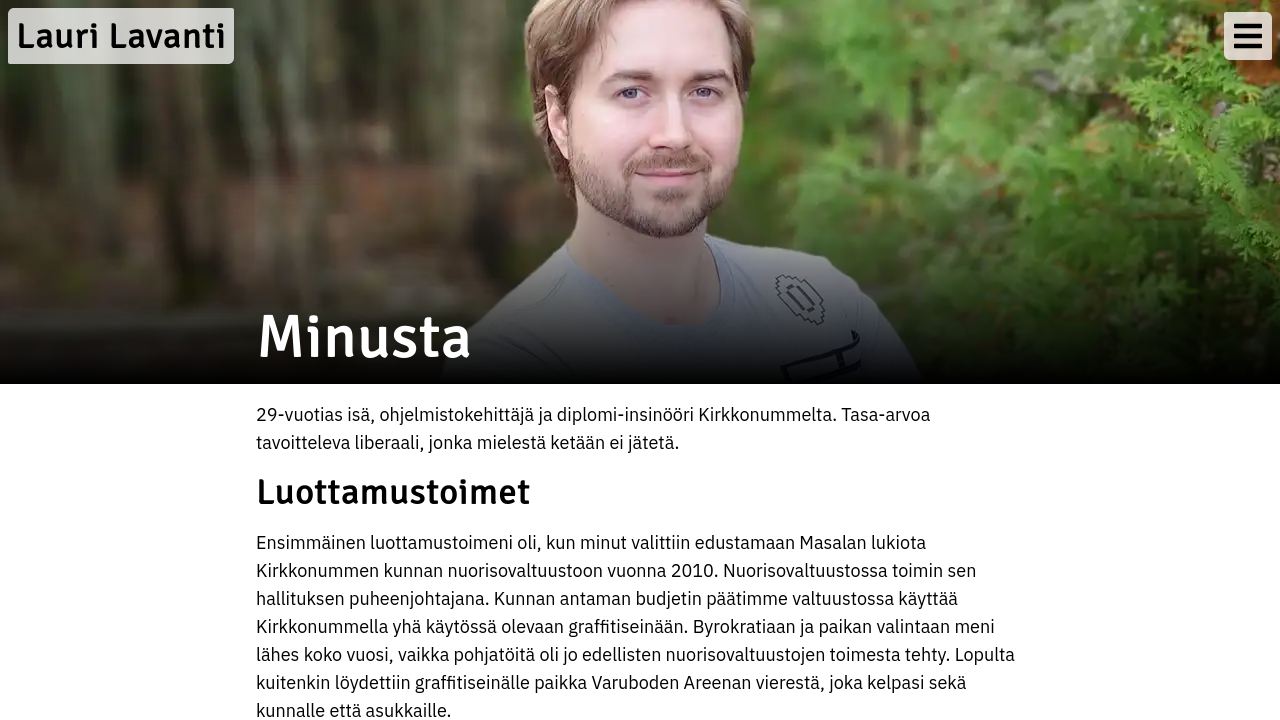 Lauri Lavanti
Minusta
29-vuotias isä, ohjelmistokehittäjä ja diplomi-insinööri Kirkkonummelta. Tasa-arvoa
tavoitteleva liberaali, jonka mielestä ketään ei jätetä.
Luottamustoimet
Ensimmäinen luottamustoimeni oli, kun minut valittiin edustamaan Masalan lukiota
Kirkkonummen kunnan nuorisovaltuustoon vuonna 2010. Nuorisovaltuustossa toimin sen
hallituksen puheenjohtajana. Kunnan antaman budjetin päätimme valtuustossa käyttää
Kirkkonummella yhä käytössä olevaan graffitiseinään. Byrokratiaan ja paikan valintaan meni
lähes koko vuosi, vaikka pohjatöitä oli jo edellisten nuorisovaltuustojen toimesta tehty. Lopulta
kuitenkin löydettiin graffitiseinälle paikka Varuboden Areenan vierestä, joka kelpasi sekä
kunnalle että asukkaille.